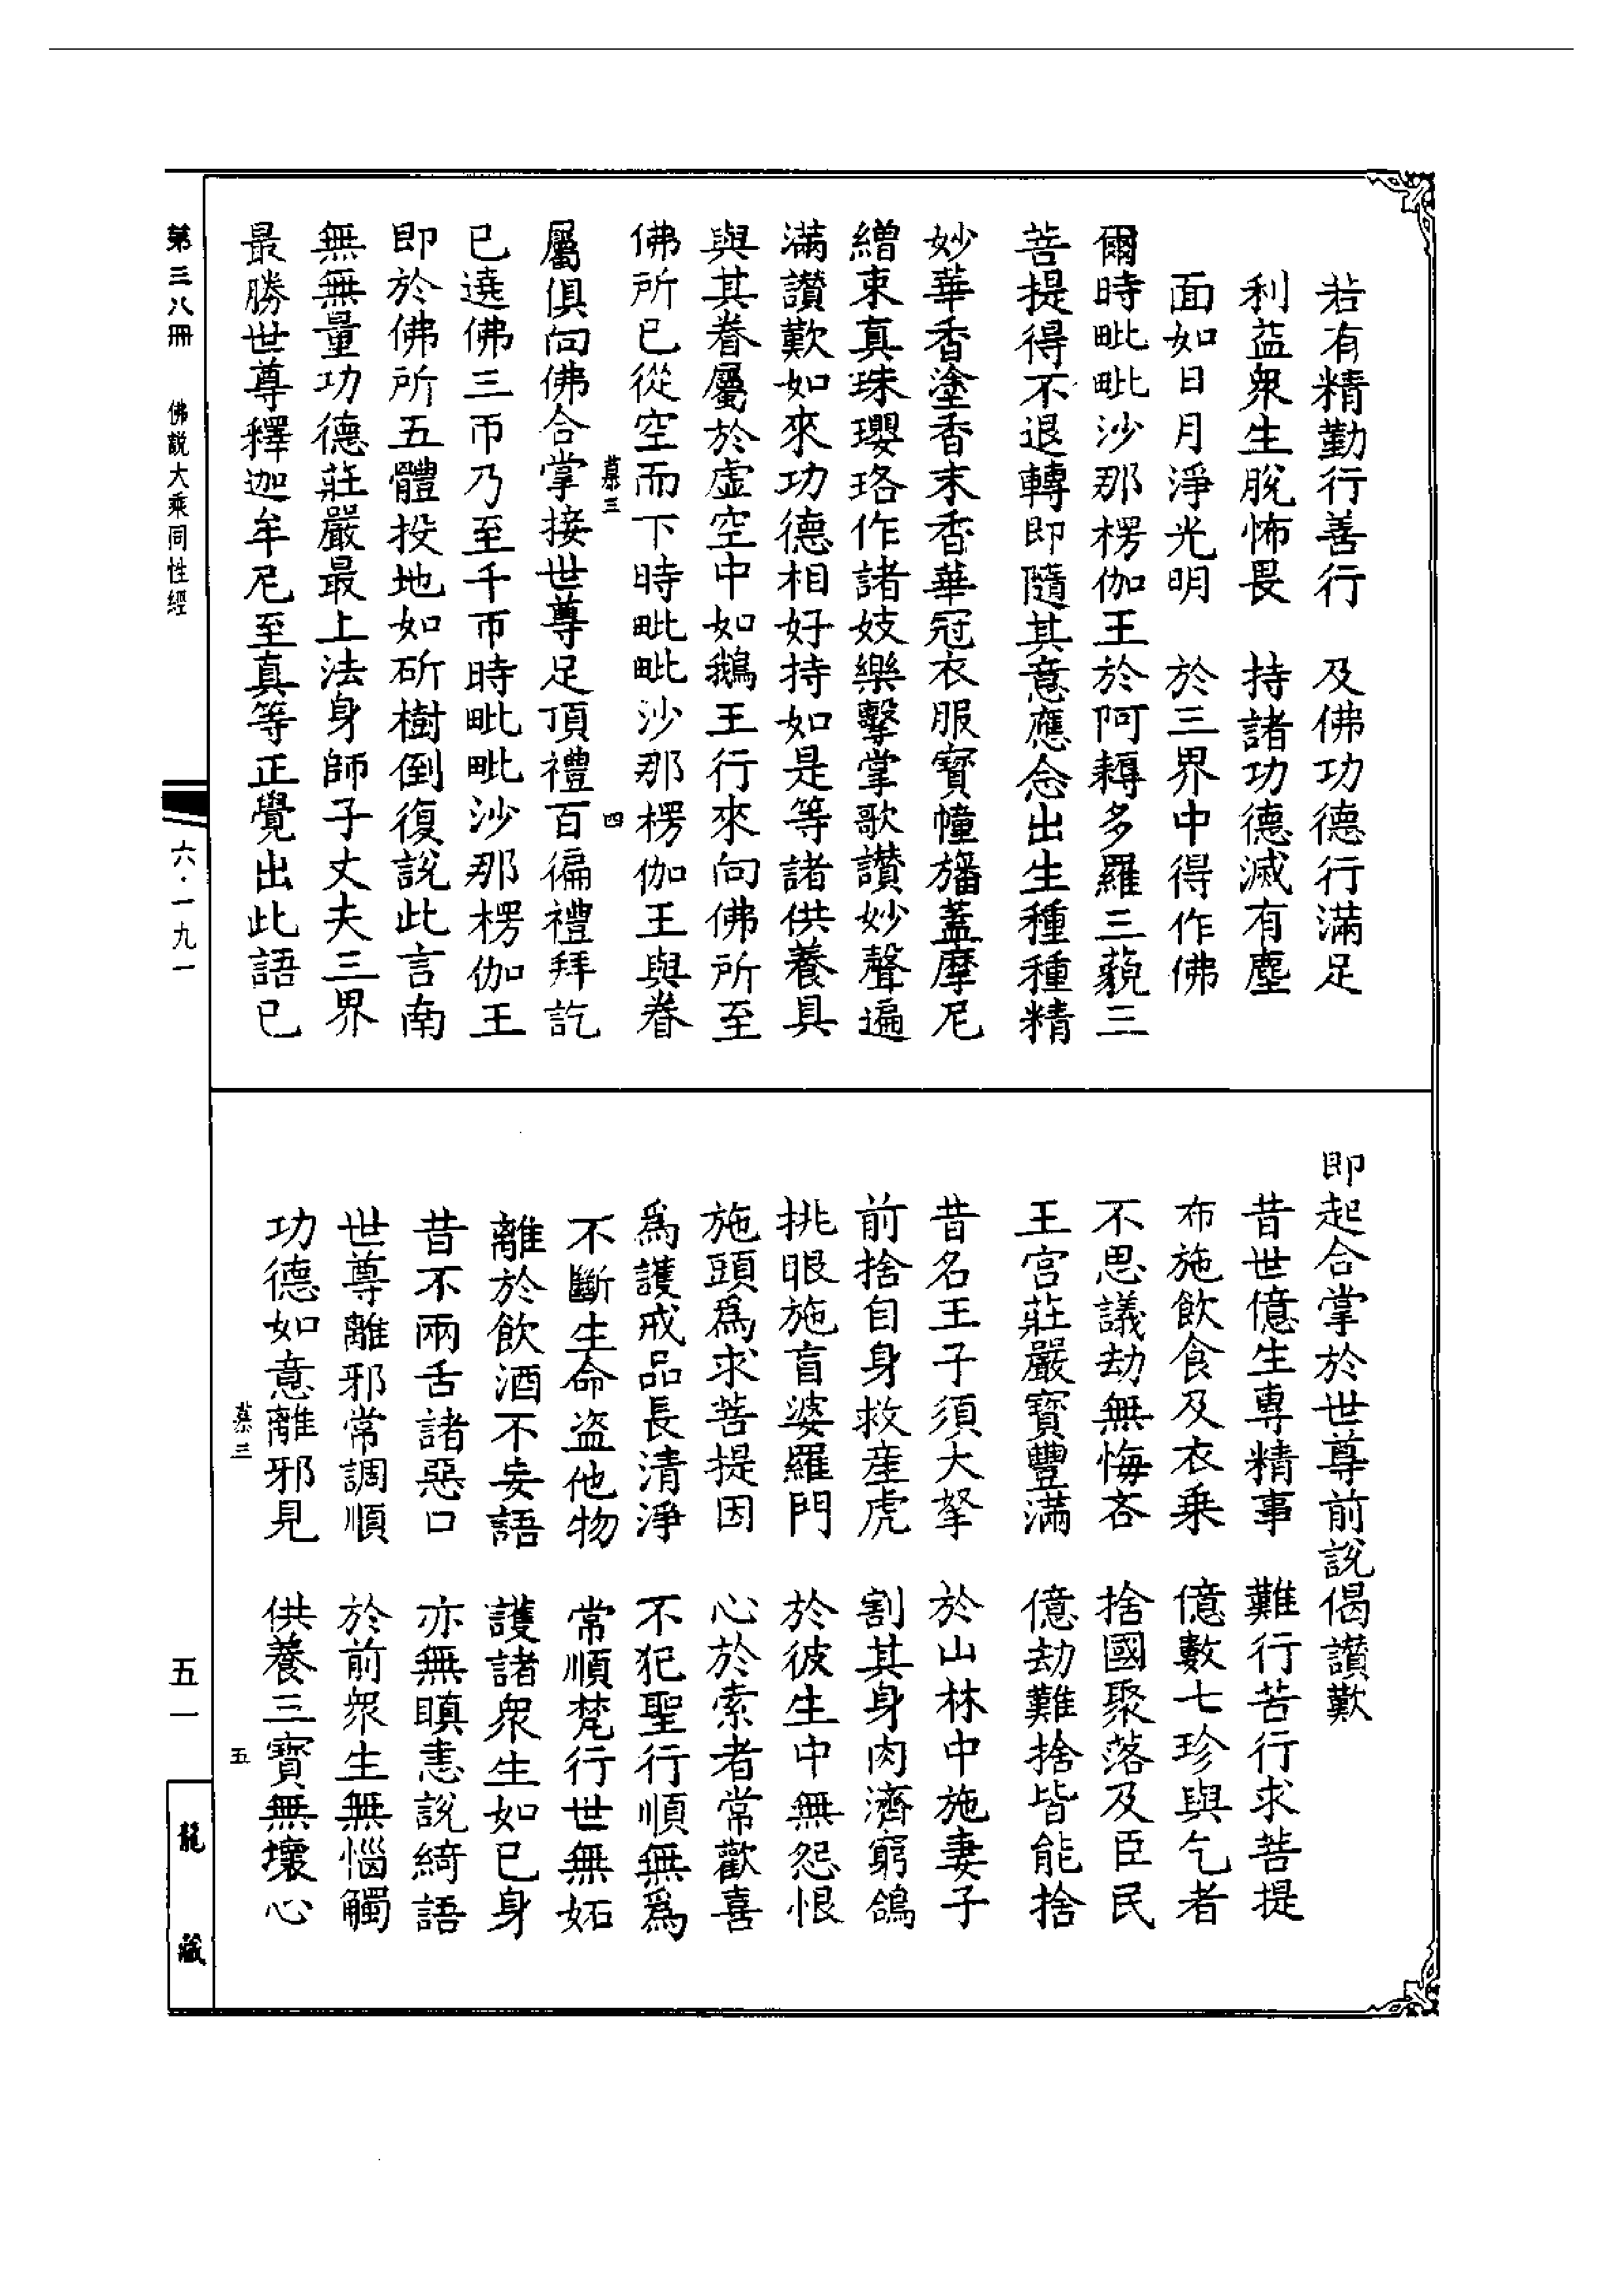 若有精勤行善行　及佛功德行滿足
利益衆生脫怖畏　持諸功德滅有塵
面如日月淨光明　於三界中得作佛
爾時毗毗沙那楞伽王於阿耨多羅三藐三
菩提得不退轉即隨其意應念出生種種精
妙華香塗香末香華冠衣服寳幢旛蓋摩尼
繒束真珠瓔珞作諸妓樂擊掌歌讃妙聲遍
滿讃歎如來功德相好持如是等諸供養具
與其眷屬於虛空中如鵝王行來向佛所至
佛所已從空而下時毗毗沙那楞伽王與眷
慕三　四
屬俱向佛合掌接世尊足頂禮百徧禮拜訖
已遶佛三帀乃至千帀時毗毗沙那楞伽王
即於佛所五體投地如斫樹倒復說此言南
無無量功德莊嚴最上法身師子丈夫三界
最勝世尊釋迦牟尼至真等正覺出此語已
即起合掌於世尊前說偈讃歎
昔世億生專精事　難行苦行求菩提
布施飲食及衣乘　億數七珍與乞者
不思議劫無悔吝　捨國聚落及臣民
王宮莊嚴寳豐滿　億劫難捨皆能捨
昔名王子須大拏　於山林中施妻子
前捨自身救産虎　割其身肉濟窮鴿
挑眼施盲婆羅門　於彼生中無怨恨
施頭爲求菩提因　心於索者常歡喜
爲護戒品長清淨　不犯聖行順無爲
不斷生命盜他物　常順梵行世無妬
離於飲酒不妄語　護諸衆生如已身
昔不兩舌諸惡口　亦無瞋恚說綺語
世尊離邪常調順　於前衆生無惱觸
功德如意離邪見　供養三寳無壞心
慕三　五
第三八冊　佛説大乘同性經
六·一九一
五一
龍藏